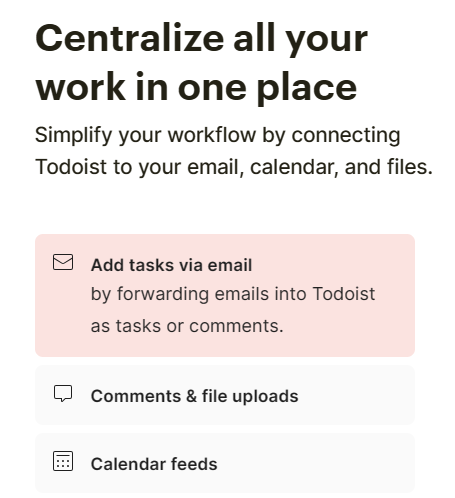 Centralize all your
work in one place
Simplify your workflow by connecting
Todoist to your email, calendar, and files.
Add tasks via email
by forwarding emails into Todoist
as tasks or comments.
Comments & file uploads
Calendar feeds